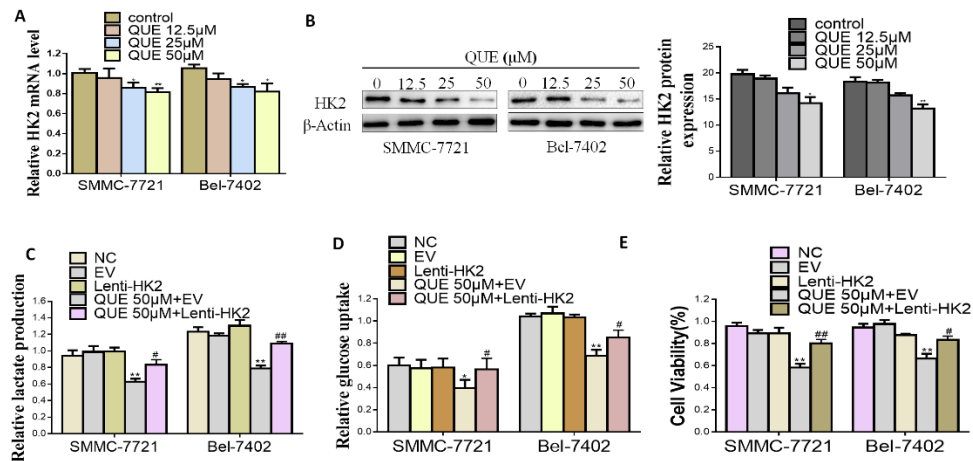 A
control
QUE 12.5μM
QUE 25μM
QUE 50μM
Relative HK2 mRNA level
1.2
1.0
0.8
0.6
0.4
0.2
0.0
* ** * *
SMMC-7721 Bel-7402
B
QUE (μM)
0 12.5 25 50 0 12.5 25 50
HK2
β-Actin
SMMC-7721 Bel-7402
control
QUE 12.5μM
QUE 25μM
QUE 50μM
Relative HK2 protein
expression
25
20
15
10
5
0
* **
SMMC-7721 Bel-7402
C
NC
EV
Lenti-HK2
QUE 50μM+EV
QUE 50μM+Lenti-HK2
Relative lactate production
1.6
1.4
1.2
1.0
0.8
0.6
0.4
0.2
0.0
** # ** ##
SMMC-7721 Bel-7402
D
NC
EV
Lenti-HK2
QUE 50μM+EV
QUE 50μM+Lenti-HK2
Relative glucose uptake
1.2
1.0
0.8
0.6
0.4
0.2
0.0
* # ** #
SMMC-7721 Bel-7402
E
NC
EV
Lenti-HK2
QUE 50μM+EV
QUE 50μM+Lenti-HK2
Cell Viability(%)
1.2
1.0
0.8
0.6
0.4
0.2
0.0
** ## ** #
SMMC-7721 Bel-7402